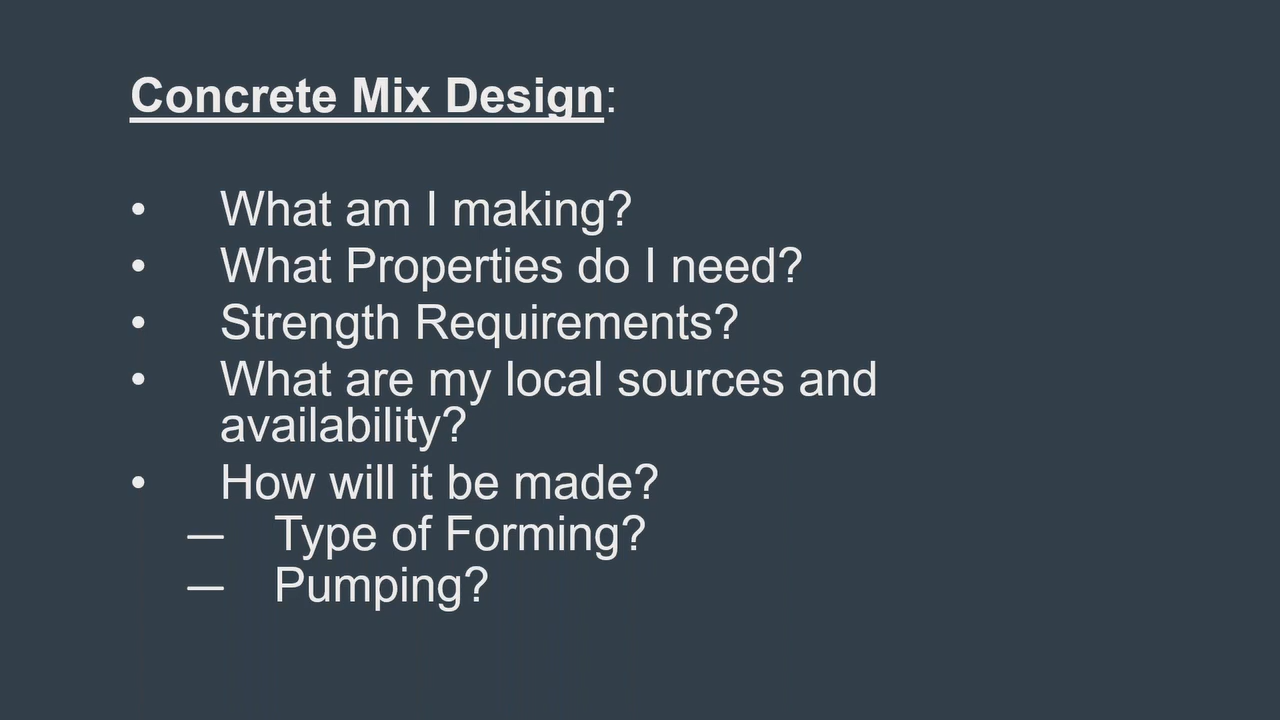 Concrete Mix Design:
• What am I making?
• What Properties do I need?
• Strength Requirements?
• What are my local sources and
availability?
• How will it be made?
— Type of Forming?
— Pumping?